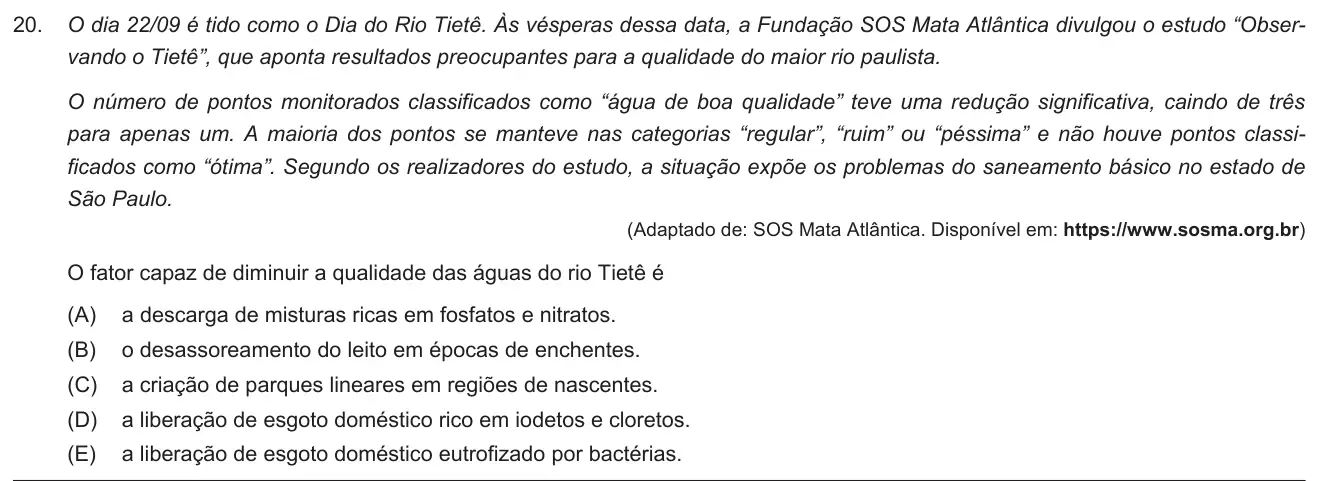 20. O dia 22/09 é tido como o Dia do Rio Tietê. Às vésperas dessa data, a Fundação SOS Mata Atlântica divulgou o estudo “Obser-
vando o Tietê”, que aponta resultados preocupantes para a qualidade do maior rio paulista.
O número de pontos monitorados classificados como “água de boa qualidade” teve uma redução significativa, caindo de três
para apenas um. A maioria dos pontos se manteve nas categorias “regular”, “ruim” ou “péssima” e não houve pontos classi-
ficados como “ótima”. Segundo os realizadores do estudo, a situação expõe os problemas do saneamento básico no estado de
São Paulo.
(Adaptado de: SOS Mata Atlântica. Disponível em: https://www.sosma.org.br)
O fator capaz de diminuir a qualidade das águas do rio Tietê é
(A) a descarga de misturas ricas em fosfatos e nitratos.
(B) o desassoreamento do leito em épocas de enchentes.
(C) a criação de parques lineares em regiões de nascentes.
(D) a liberação de esgoto doméstico rico em iodetos e cloretos.
(E) a liberação de esgoto doméstico eutrofizado por bactérias.